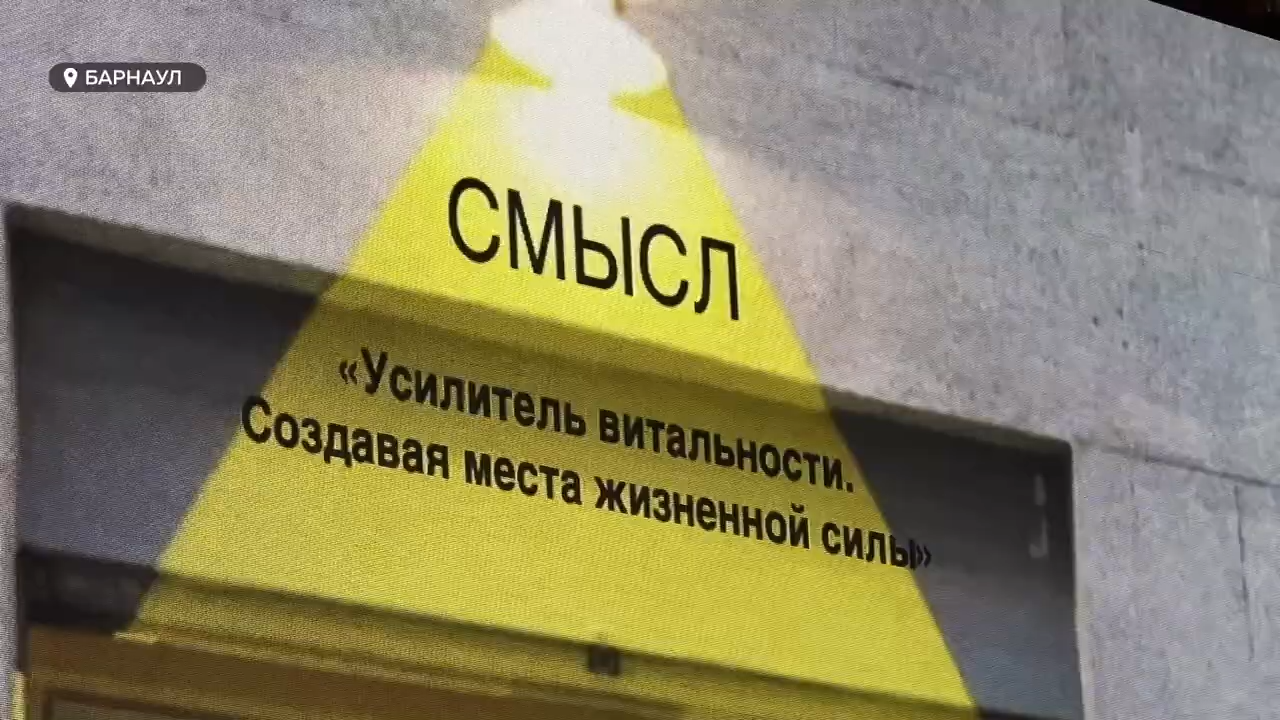 БАРНАУЛ
СМЫСЛ
«Усилитель витальности.
Создавая места жизненной силы»